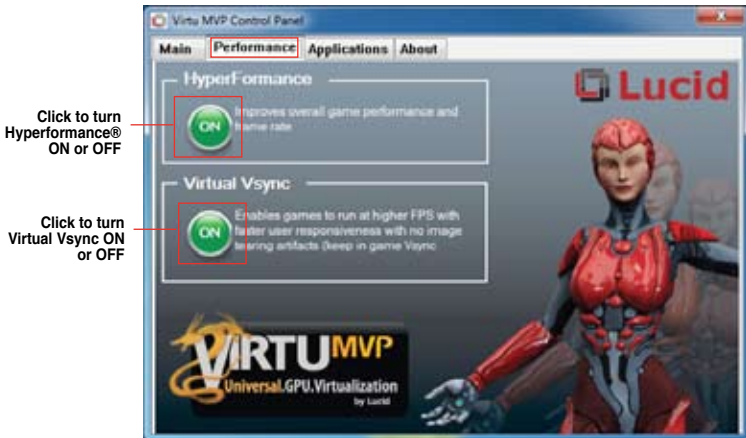 Virtu MVP Control Panel
Main Performance Applications About
HyperFormance
Click to turn
Hyperformance®
ON or OFF
ON
Improves overall game performance and
frame rate
Lucid
Virtual Vsync
Click to turn
Virtual Vsync ON
or OFF
ON
Enables games to run at higher FPS with
faster user responsiveness with no image
tearing artifacts (keep in game Vsync
VIRTU MVP
Universal.GPU.Virtualization
by Lucid